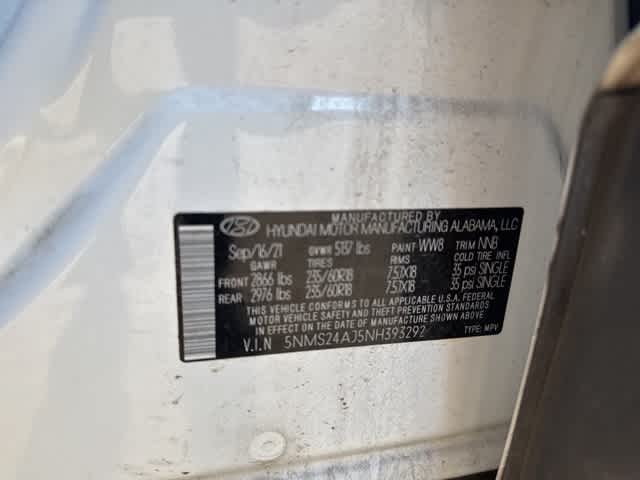 MANUFACTURED BY
HYUNDAI MOTOR MANUFACTURING ALABAMA, LLC
Sep/16/21 GVWR 5137 lbs PAINT WW8 TRIM NNB
GAWR TIRES RIMS COLD TIRE INFL
FRONT 2866 lbs 235/60R18 7.5JX18 35 psi SINGLE
REAR 2976 lbs 235/60R18 7.5JX18 35 psi SINGLE
THIS VEHICLE CONFORMS TO ALL APPLICABLE U.S.A. FEDERAL
MOTOR VEHICLE SAFETY, BUMPER, AND THEFT PREVENTION
STANDARDS IN EFFECT ON THE DATE OF MANUFACTURE SHOWN ABOVE.
V.I.N 5NMS24AJ5NH393292 TYPE: MPV